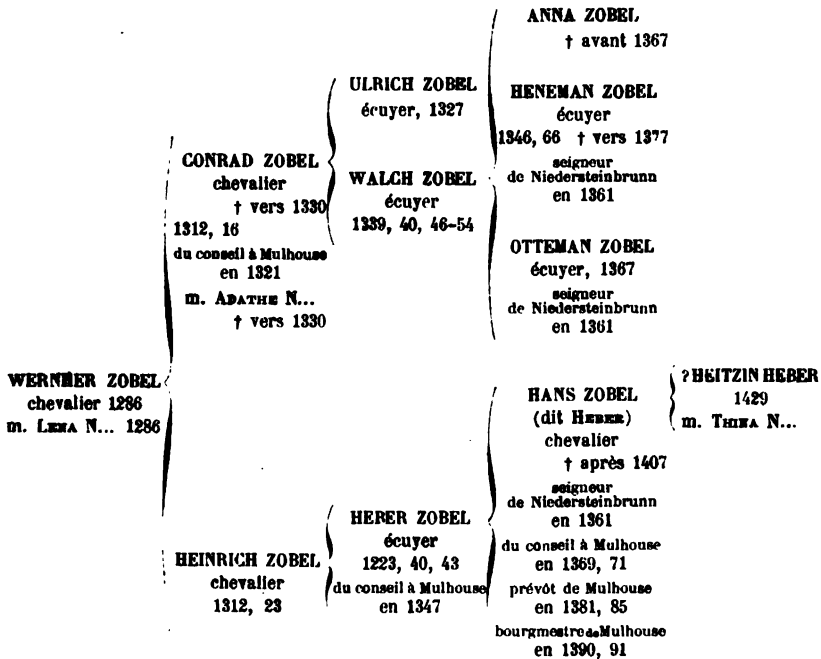 WERNHER ZOBEL
chevalier 1286
m. LENA N... 1286
CONRAD ZOBEL
chevalier
† vers 1330
1312, 16
du conseil à Mulhouse
en 1321
m. ADATHE N...
† vers 1330
HEINRICH ZOBEL
chevalier
1312, 23
ULRICH ZOBEL
écuyer, 1327
WALCH ZOBEL
écuyer
1339, 40, 46-54
HEBER ZOBEL
écuyer
1223, 40, 43
du conseil à Mulhouse
en 1347
ANNA ZOBEL
† avant 1367
HENEMAN ZOBEL
écuyer
1346, 66 † vers 1377
seigneur
de Niedersteinbrunn
en 1361
OTTEMAN ZOBEL
écuyer, 1367
seigneur
de Niedersteinbrunn
en 1361
HANS ZOBEL
(dit HEBER)
chevalier
† après 1407
seigneur
de Niedersteinbrunn
en 1361
du conseil à Mulhouse
en 1369, 71
prévôt de Mulhouse
en 1381, 85
bourgmestre de Mulhouse
en 1390, 91
? HEITZIN HEBER
1429
m. THINA N...